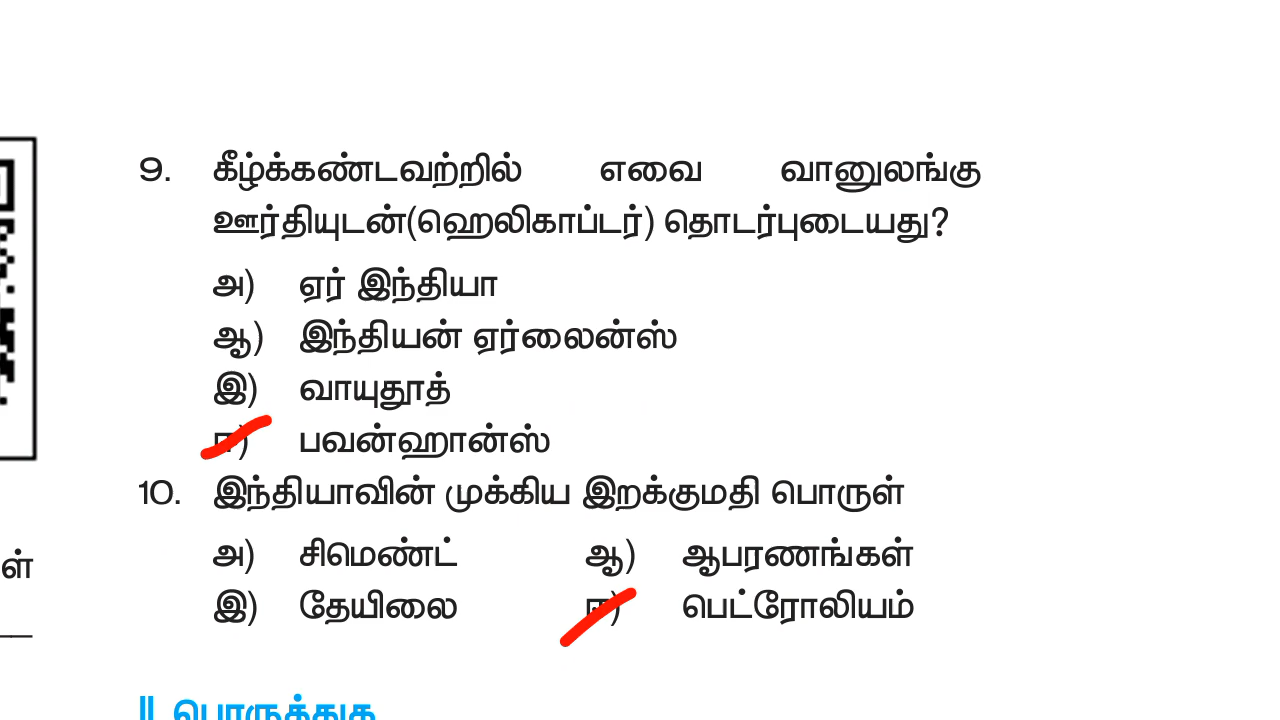 9. கீழ்க்கண்டவற்றில் எவை வானுலங்கு
ஊர்தியுடன்(ஹெலிகாப்டர்) தொடர்புடையது?
அ) ஏர் இந்தியா
ஆ) இந்தியன் ஏர்லைன்ஸ்
இ) வாயுதூத்
ஈ) பவன்ஹான்ஸ்
10. இந்தியாவின் முக்கிய இறக்குமதி பொருள்
அ) சிமெண்ட் ஆ) ஆபரணங்கள்
ள்
இ) தேயிலை ஈ) பெட்ரோலியம்
II. பொருத்துக